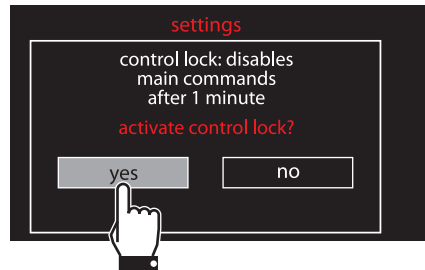 settings
control lock: disables
main commands
after 1 minute
activate control lock?
yes
no